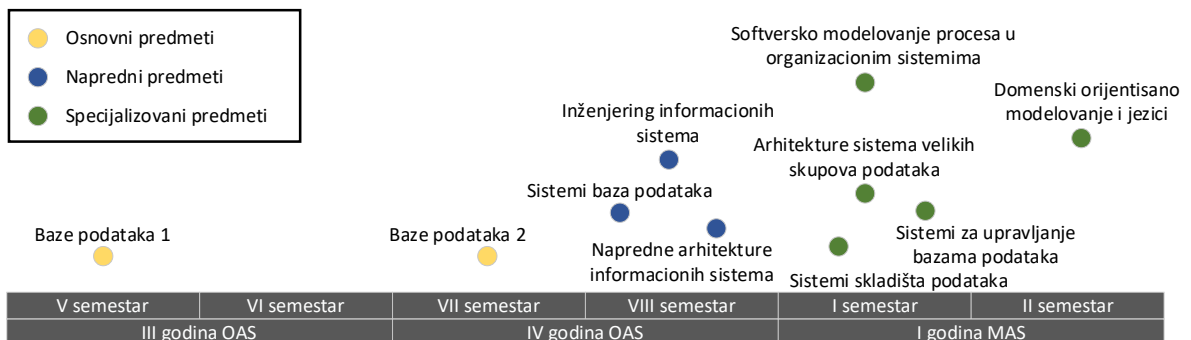 Osnovni predmeti
Napredni predmeti
Specijalizovani predmeti
Softversko modelovanje procesa u
organizacionim sistemima
Domenski orijentisano
modelovanje i jezici
Inženjering informacionih
sistema
Arhitekture sistema velikih
skupova podataka
Sistemi baza podataka
Baze podataka 1
Baze podataka 2
Napredne arhitekture
informacionih sistema
Sistemi za upravljanje
bazama podataka
Sistemi skladišta podataka
V semestar
VI semestar
VII semestar
VIII semestar
I semestar
II semestar
III godina OAS
IV godina OAS
I godina MAS